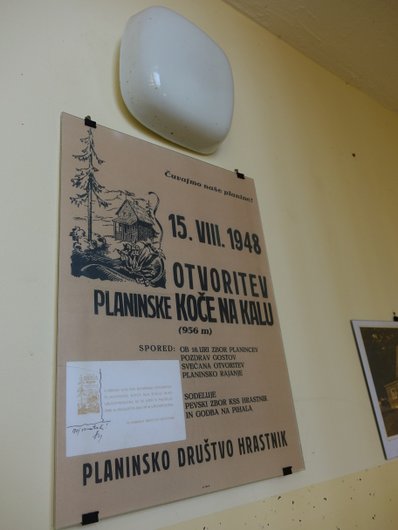 Čuvajmo naše planine!
15. VIII. 1948
OTVORITEV
PLANINSKE KOČE NA KALU
(956 m)
SPORED: OB 10 URI ZBOR PLANINCEV
POZDRAV GOSTOV
SVEČANA OTVORITEV
PLANINSKO RAJANJE
SODELUJE
PEVSKI ZBOR KSS HRASTNIK
IN GODBA NA PIHALA
PLANINSKO DRUŠTVO HRASTNIK